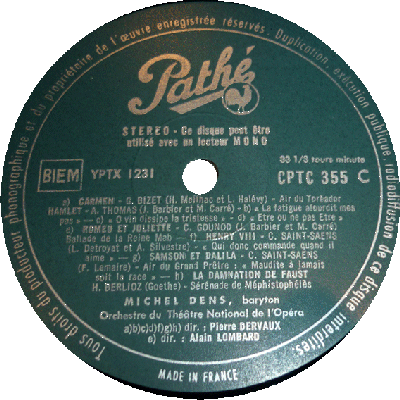 Tous droits du producteur phonographique et du propriétaire de l'œuvre enregistrée réservés. Duplication, exécution publique, radiodiffusion de ce disque interdites.
Pathé
STEREO - Ce disque peut être
utilisé avec un lecteur MONO
33 1/3 tours minute
BIEM YPTX 1231 CPTC 355 C
a) CARMEN - G. BIZET (H. Meilhac et L. Halévy) - Air du Toréador
HAMLET - A. THOMAS (J. Barbier et M. Carré) - b) « La fatigue alourdit mes
pas » - c) « O vin dissipe la tristesse » - d) « Etre ou ne pas Etre »
e) ROMEO ET JULIETTE - C. GOUNOD (J. Barbier et M. Carré)
Ballade de la Reine Mab - f) HENRY VIII - C. SAINT-SAENS
(L. Detroyat et A. Silvestre) - « Qui donc commande quand il
aime » - g) SAMSON ET DALILA - C. SAINT-SAENS
(F. Lemaire) - Air du Grand Prêtre - « Maudite à jamais
soit la race » - h) LA DAMNATION DE FAUST
H. BERLIOZ (Goethe) - Sérénade de Méphistophélès
MICHEL DENS, baryton
Orchestre du Théâtre National de l'Opéra
a)b)c)d)f)g)h) dir. : Pierre DERVAUX
e) dir. : Alain LOMBARD
MADE IN FRANCE